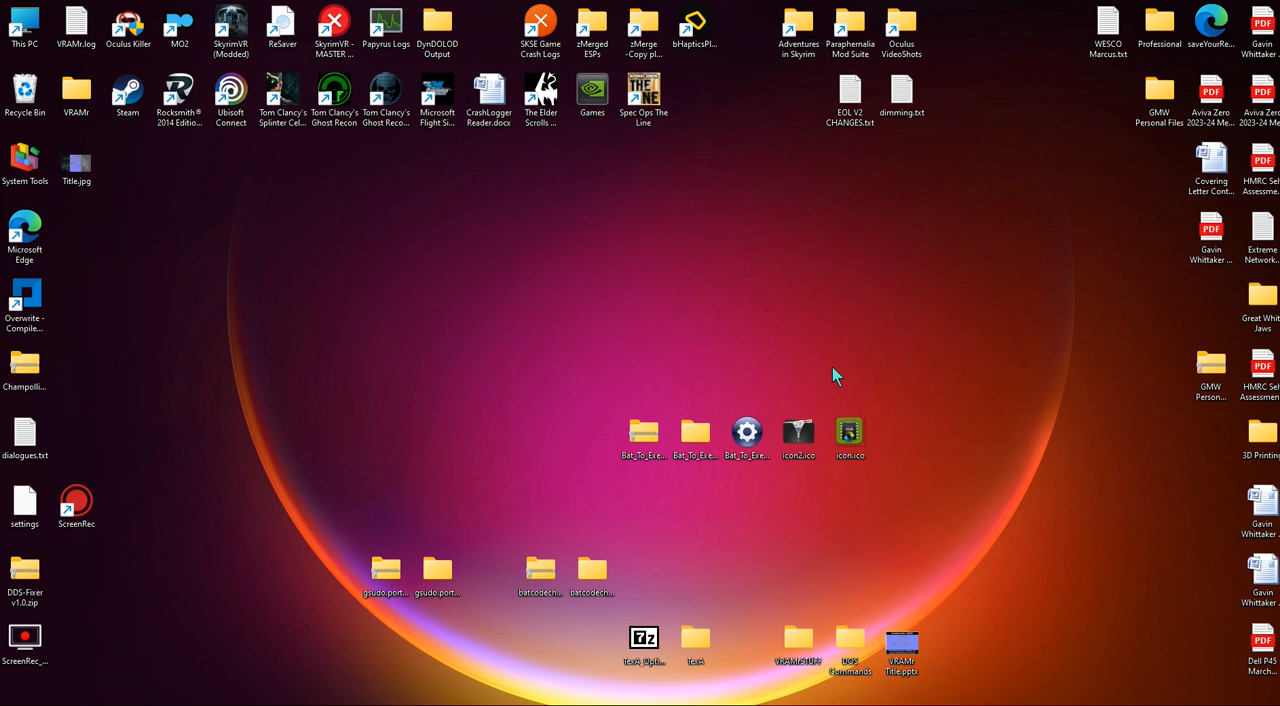 This PC
VRAMr.log
Oculus Killer
MO2
SkyrimVR
(Modded)
ReSaver
SkyrimVR -
MASTER ...
Papyrus Logs
DynDOLOD
Output
SKSE Game
Crash Logs
zMerged
ESPs
zMerge
-Copy pl...
bHapticsPl...
Adventures
in Skyrim
Paraphernalia
Mod Suite
Oculus
VideoShots
WESCO
Marcus.txt
Professional
saveYourRe...
Gavin
Whittaker ...
Recycle Bin
VRAMr
Steam
Rocksmith®
2014 Editio...
Ubisoft
Connect
Tom Clancy's
Splinter Cel...
Tom Clancy's
Ghost Recon
Tom Clancy's
Ghost Reco...
Microsoft
Flight Si...
CrashLogger
Reader.docx
The Elder
Scrolls ...
Games
Spec Ops The
Line
EOL V2
CHANGES.txt
dimming.txt
GMW
Personal Files
Aviva Zero
2023-24 Me...
Aviva Zero
2023-24 Me...
System Tools
Title.jpg
Covering
Letter Cont...
HMRC Self
Assessme...
Microsoft
Edge
Gavin
Whittaker ...
Extreme
Network...
Overwrite -
Compile...
Great Whit
Jaws
Champolli...
GMW
Person...
HMRC Self
Assessment
dialogues.txt
Bat_To_Exe...
Bat_To_Exe...
Bat_To_Exe...
icon2.ico
icon.ico
3D Printing
settings
ScreenRec
Gavin
Whittaker ...
DDS-Fixer
v1.0.zip
gsudo.port...
gsudo.port...
batcodech...
batcodech...
Gavin
Whittaker ...
ScreenRec_...
7z
TexA_Opti...
TexA
DOS
Commands
VRAMr
Title.pptx
Dell P45
March...